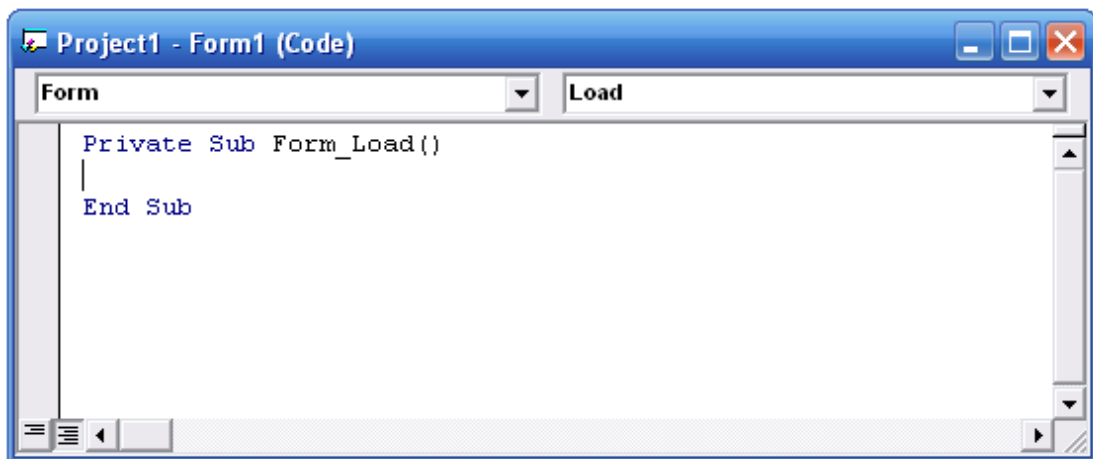 Project1 - Form1 (Code)
Form
Load
Private Sub Form_Load()
End Sub